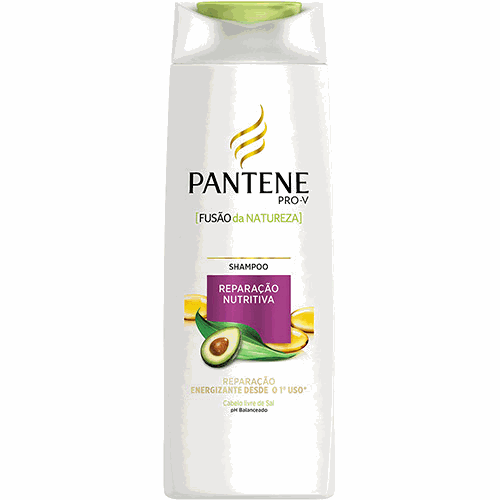 PANTENE
PRO-V
[FUSÃO da NATUREZA]
SHAMPOO
REPARAÇÃO
NUTRITIVA
REPARAÇÃO
ENERGIZANTE DESDE O 1º USO*
Cabelo livre de Sal
pH Balanceado